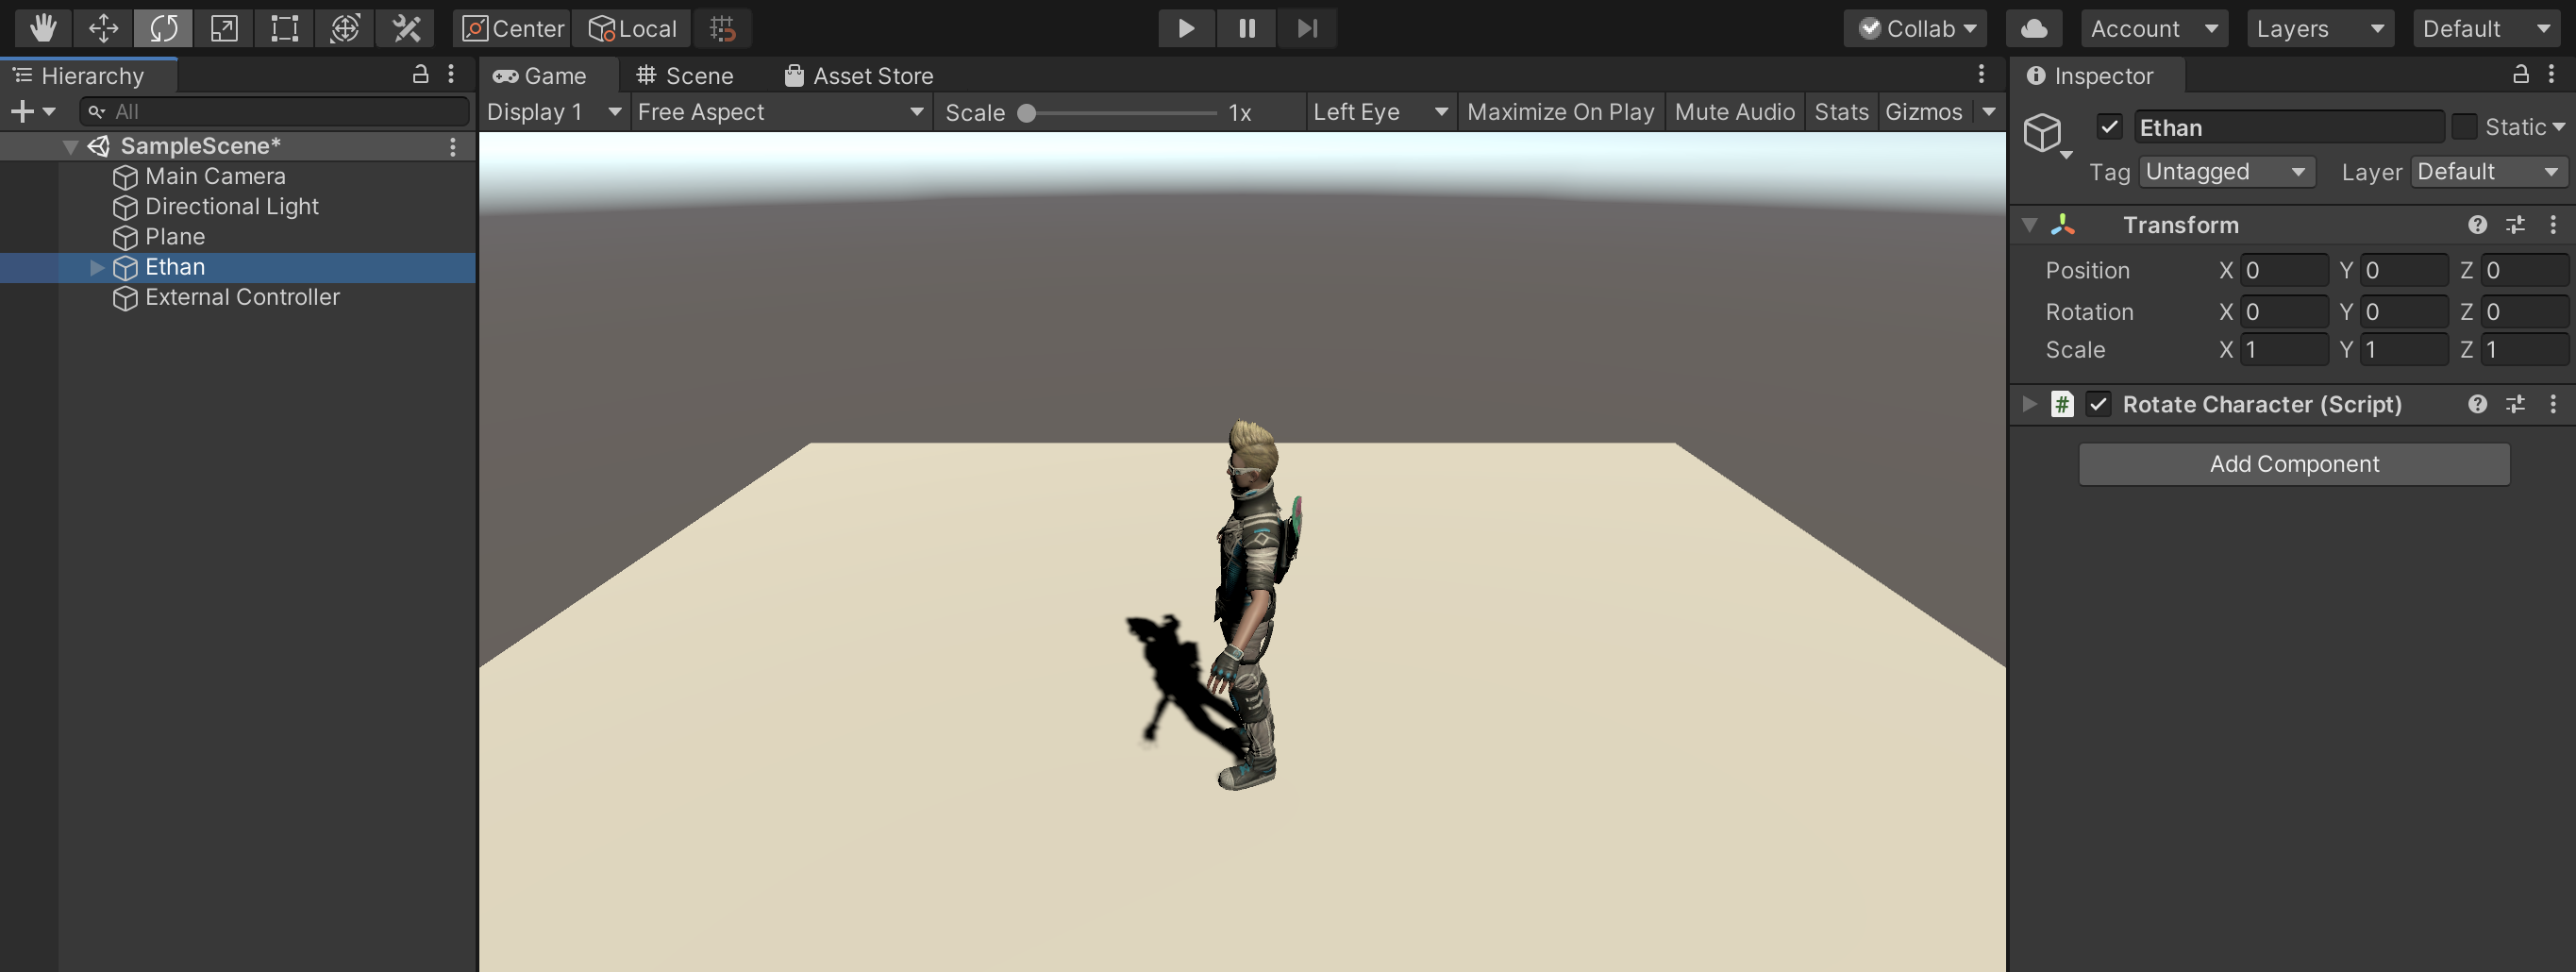 Center Local Collab Account Layers Default
Hierarchy Game Scene Asset Store Inspector
All Display 1 Free Aspect Scale 1x Left Eye Maximize On Play Mute Audio Stats Gizmos
Ethan Static
SampleScene*
Main Camera
Directional Light
Plane
Ethan
External Controller
Tag Untagged Layer Default
Transform
Position X 0 Y 0 Z 0
Rotation X 0 Y 0 Z 0
Scale X 1 Y 1 Z 1
# Rotate Character (Script)
Add Component